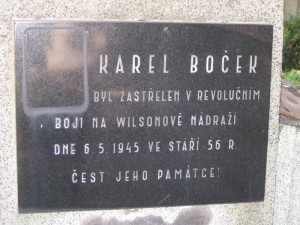 KAREL BOČEK
BYL ZASTŘELEN V REVOLUČNÍM
BOJI NA WILSONOVĚ NÁDRAŽÍ
DNE 6.5.1945 VE STÁŘÍ 56 R.
ČEST JEHO PAMÁTCE!